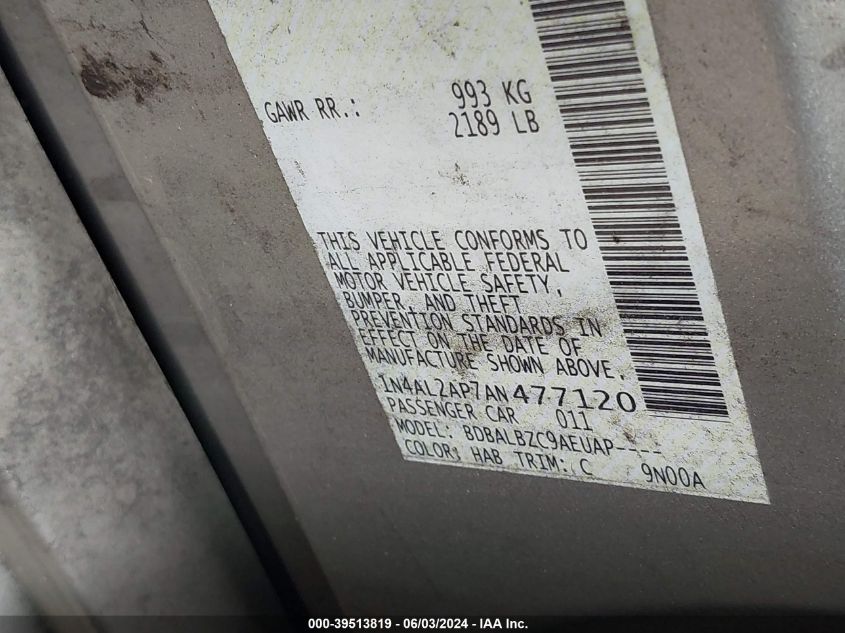 GAWR RR.: 993 KG
2189 LB
THIS VEHICLE CONFORMS TO
ALL APPLICABLE FEDERAL
MOTOR VEHICLE SAFETY,
BUMPER, AND THEFT
PREVENTION STANDARDS IN
EFFECT ON THE DATE OF
MANUFACTURE SHOWN ABOVE.
1N4AL2AP7AN477120
PASSENGER CAR 011
MODEL: BDBALBZC9AEUAP----
COLOR: HAB TRIM: C 9N00A
000-39513819 - 06/03/2024 - IAA Inc.